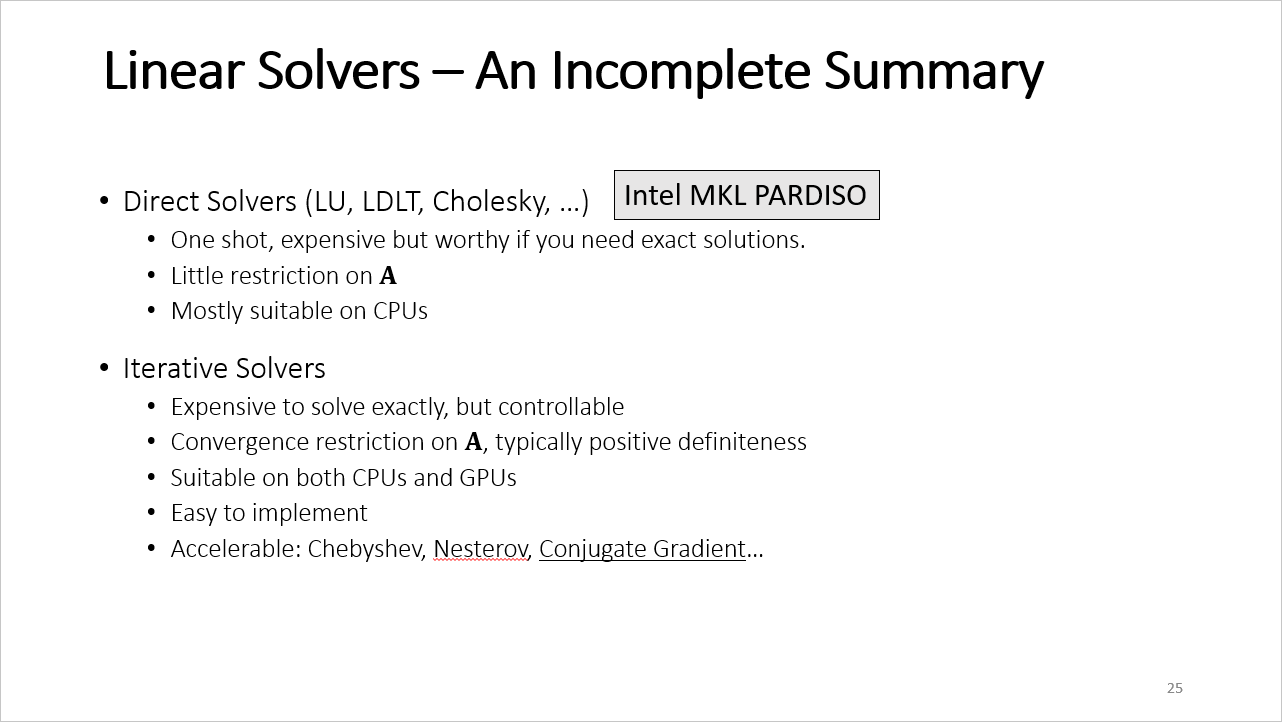 Linear Solvers – An Incomplete Summary
• Direct Solvers (LU, LDLT, Cholesky, …) Intel MKL PARDISO
• One shot, expensive but worthy if you need exact solutions.
• Little restriction on A
• Mostly suitable on CPUs
• Iterative Solvers
• Expensive to solve exactly, but controllable
• Convergence restriction on A, typically positive definiteness
• Suitable on both CPUs and GPUs
• Easy to implement
• Accelerable: Chebyshev, Nesterov, Conjugate Gradient…
25